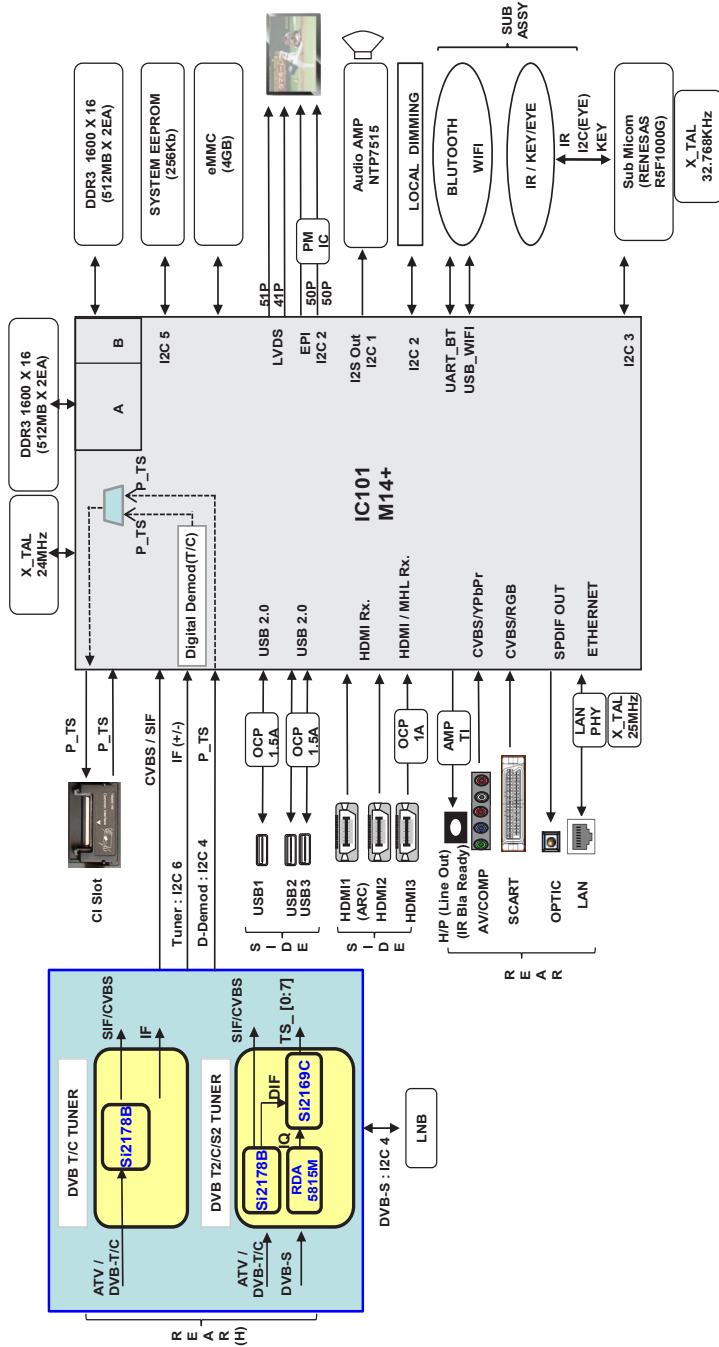 REAR
(H)
DVB T/C TUNER
ATV /
DVB-T/C
Si2178B
SIF/CVBS
IF
DVB T2/C/S2 TUNER
ATV /
DVB-T/C
DVB-S
Si2178B
DIF
IQ
RDA
5815M
Si2169C
SIF/CVBS
TS_ [0:7]
DVB-S : I2C 4
LNB
CI Slot
P_TS
P_TS
CVBS / SIF
Tuner : I2C 6
IF (+/-)
D-Demod : I2C 4
P_TS
SIDE
USB1
USB2
USB3
OCP
1.5A
OCP
1.5A
USB 2.0
USB 2.0
SIDE
HDMI1
(ARC)
HDMI2
HDMI3
OCP
1A
HDMI Rx.
HDMI / MHL Rx.
REAR
H/P (Line Out)
(IR Bla Ready)
AV/COMP
SCART
OPTIC
LAN
AMP
TI
CVBS/YPbPr
CVBS/RGB
SPDIF OUT
ETHERNET
LAN
PHY
X_TAL
25MHz
X_TAL
24MHz
DDR3 1600 X 16
(512MB X 2EA)
Digital Demod(T/C)
P_TS
P_TS
A
B
IC101
M14+
I2C 5
LVDS
EPI
I2C 2
I2S Out
I2C 1
I2C 2
UART_BT
USB_WIFI
I2C 3
51P
41P
50P
50P
PM
IC
DDR3 1600 X 16
(512MB X 2EA)
SYSTEM EEPROM
(256Kb)
eMMC
(4GB)
Audio AMP
NTP7515
LOCAL DIMMING
BLUTOOTH
WIFI
IR / KEY/EYE
SUB
ASSY
IR
I2C(EYE)
KEY
Sub Micom
(RENESAS
R5F1000G)
X_TAL
32.768KHz